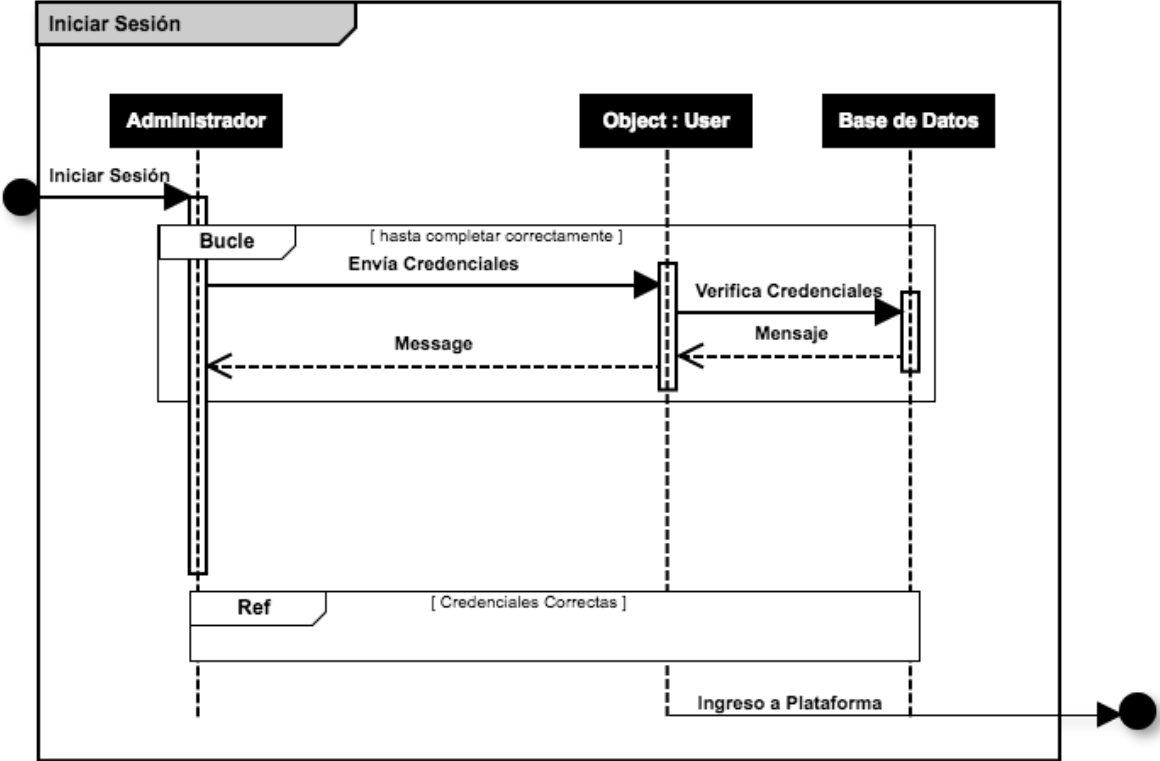 Iniciar Sesión
Administrador
Object : User
Base de Datos
Iniciar Sesión
Bucle
[ hasta completar correctamente ]
Envía Credenciales
Verifica Credenciales
Mensaje
Message
Ref
[ Credenciales Correctas ]
Ingreso a Plataforma